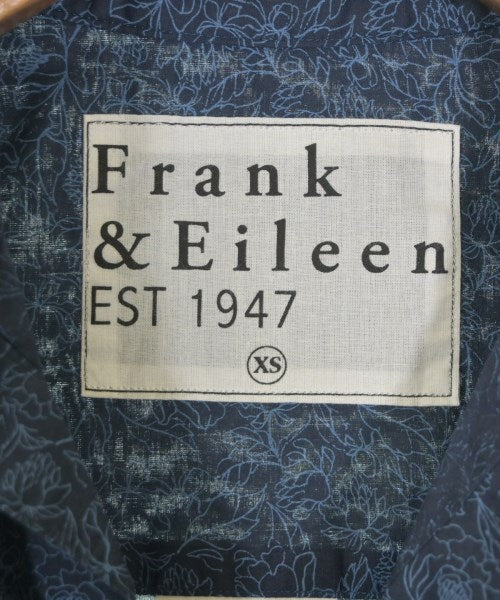 Frank
& Eileen
EST 1947
XS